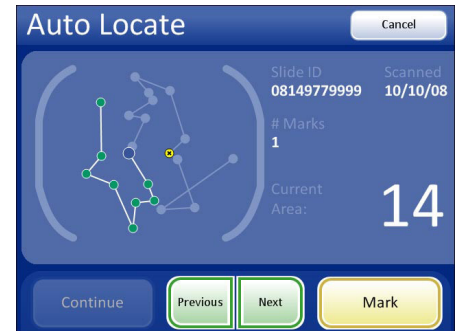 Auto Locate
Cancel
Slide ID
Scanned
08149779999
10/10/08
# Marks
1
Current
Area:
14
Continue
Previous
Next
Mark